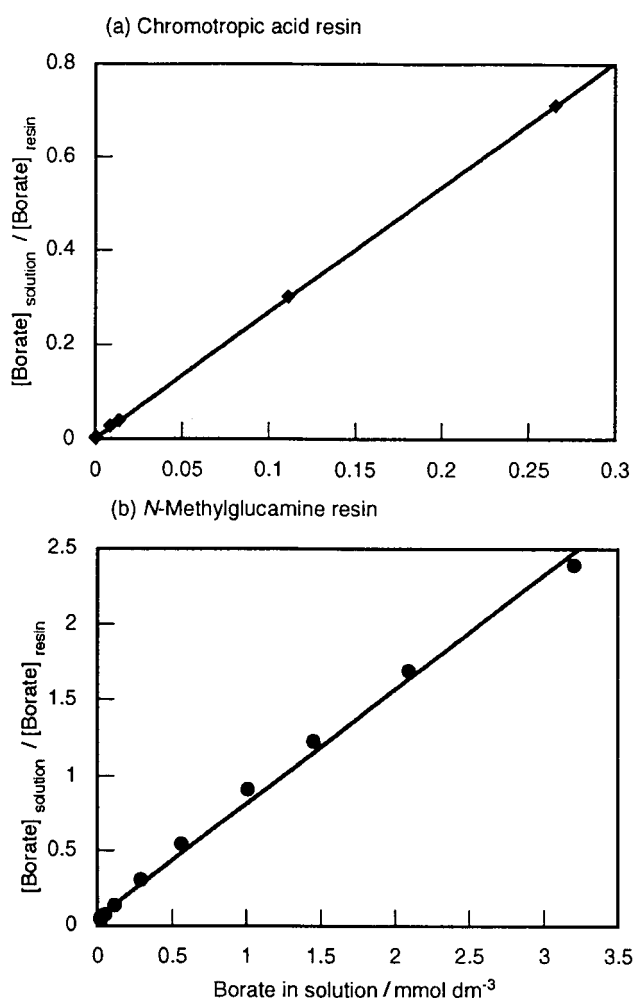 (a) Chromotropic acid resin
[Borate] solution / [Borate] resin
0.8
0.6
0.4
0.2
0
0 0.05 0.1 0.15 0.2 0.25 0.3
(b) N-Methylglucamine resin
[Borate] solution / [Borate] resin
2.5
2
1.5
1
0.5
0
0 0.5 1 1.5 2 2.5 3 3.5
Borate in solution / mmol dm⁻³